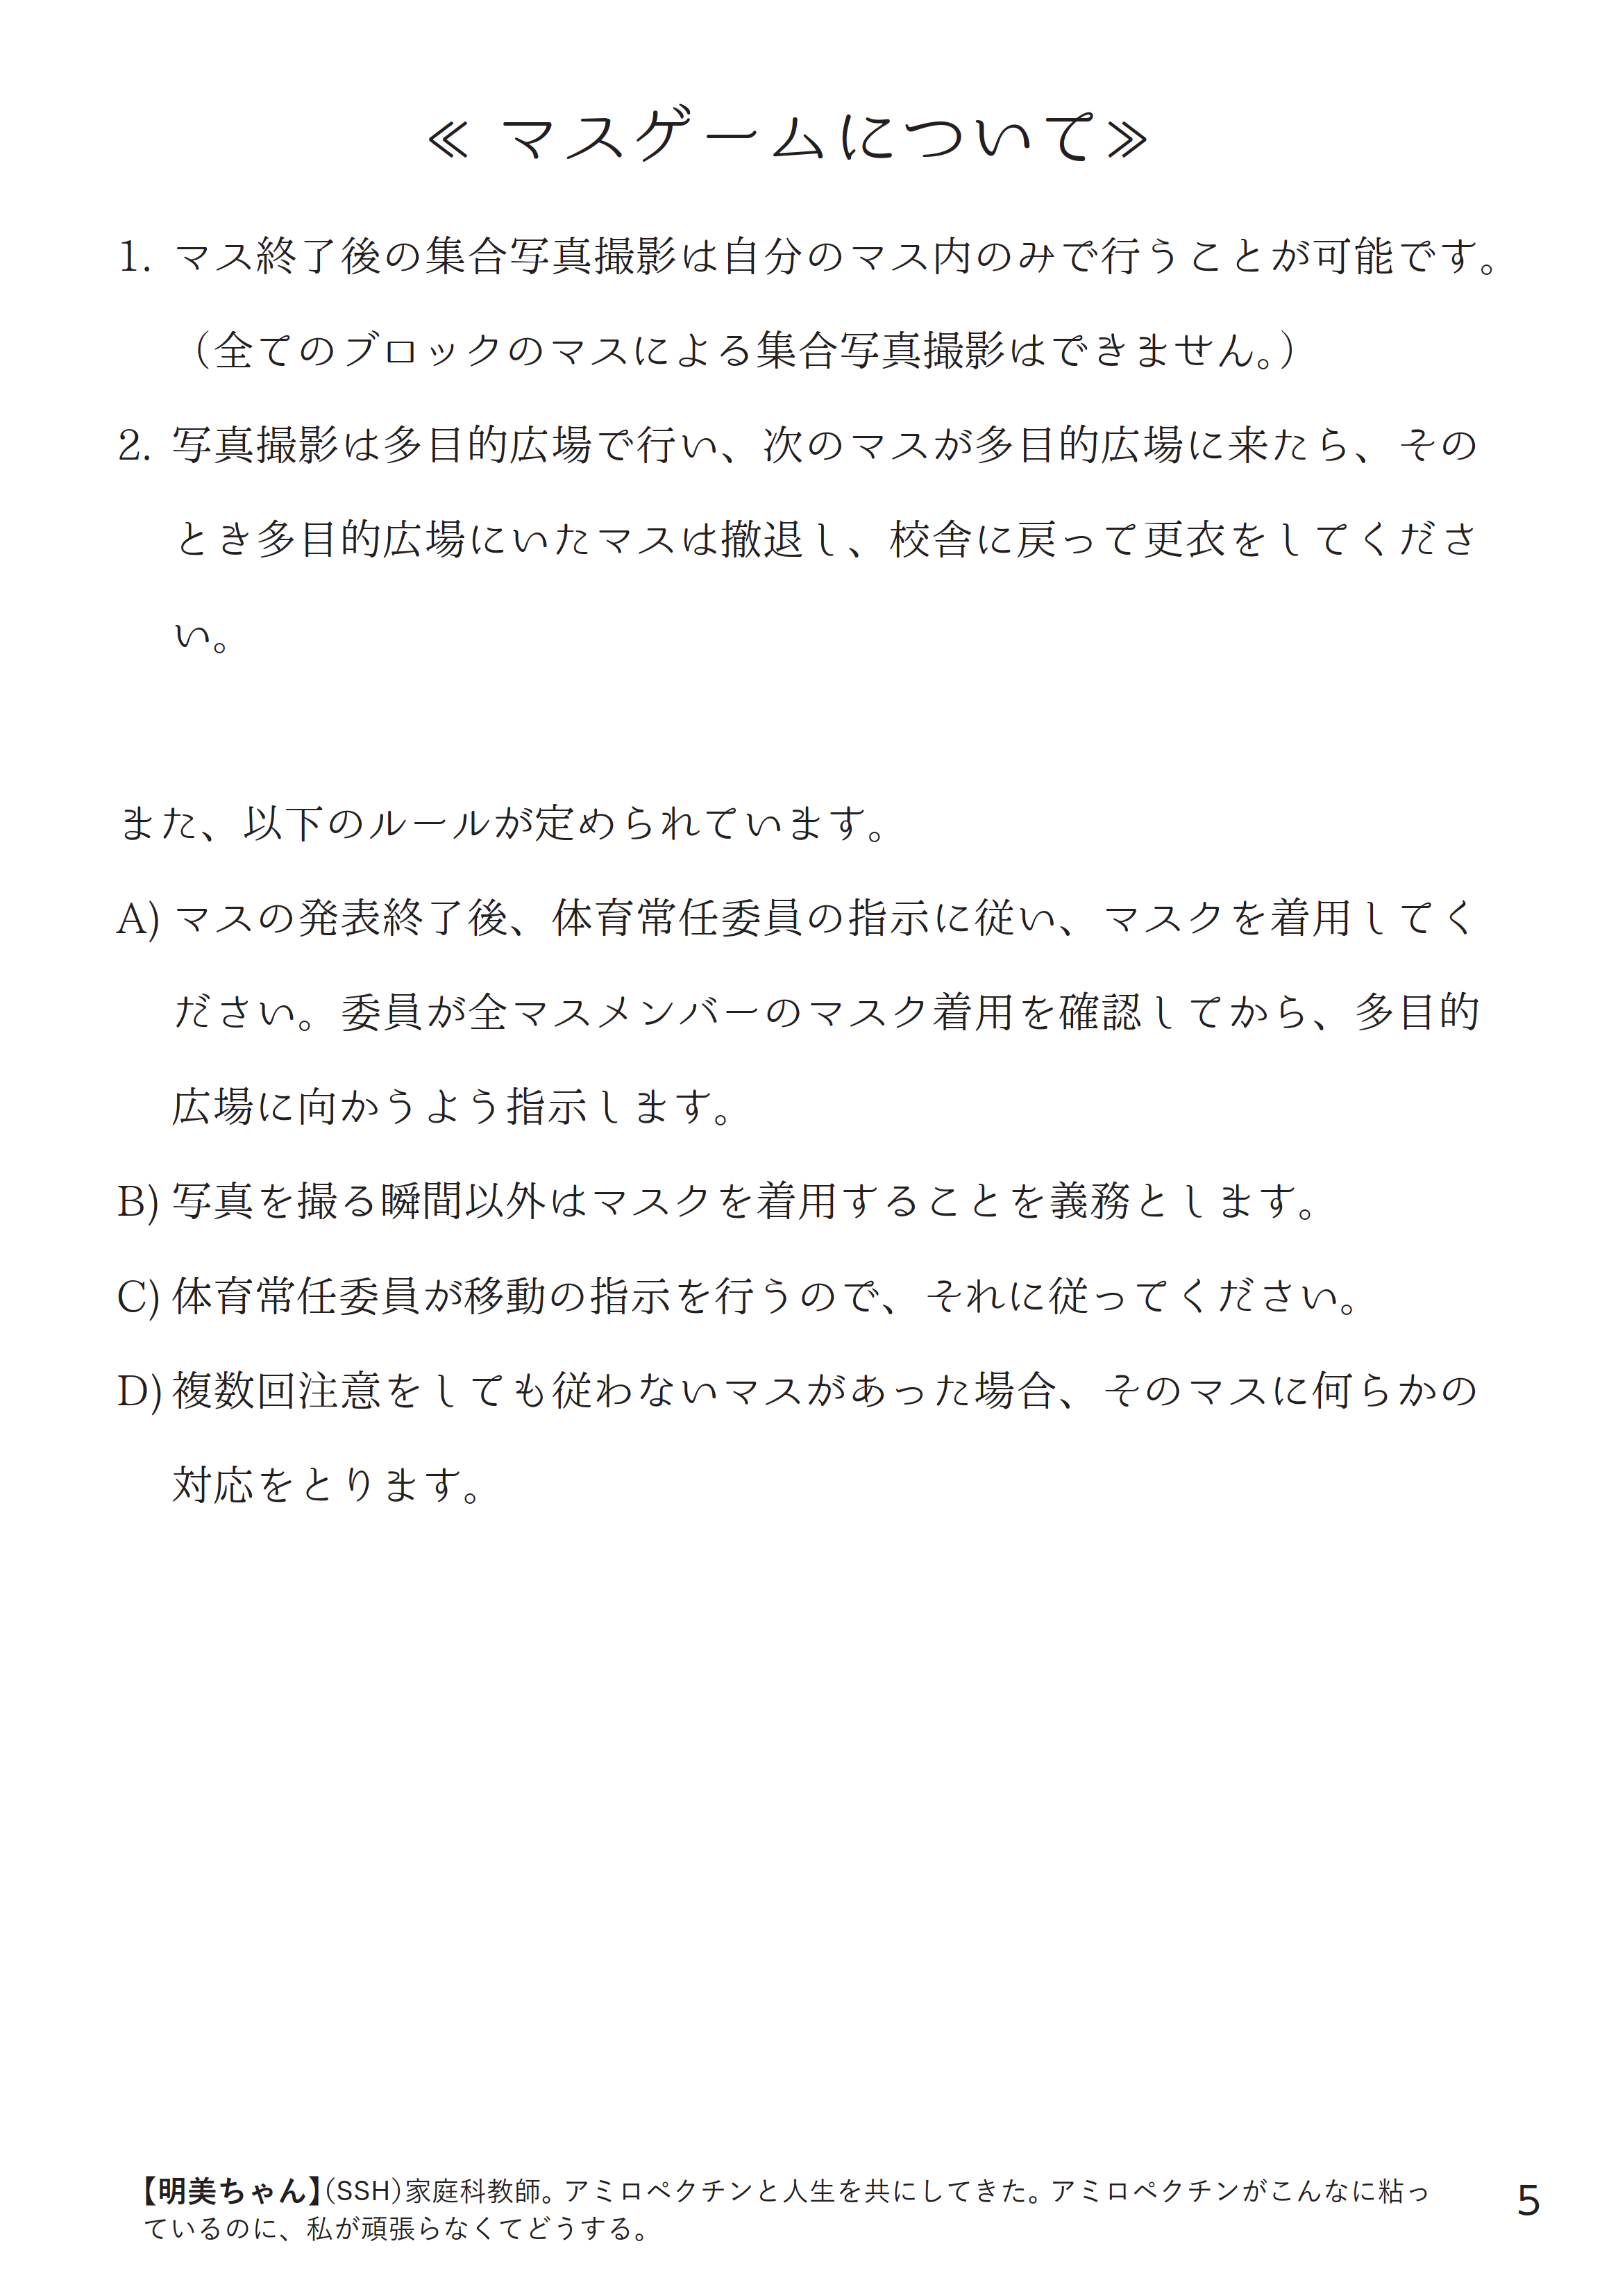 ≪ マスゲームについて≫
1. マス終了後の集合写真撮影は自分のマス内のみで行うことが可能です。
（全てのブロックのマスによる集合写真撮影はできません。）
2. 写真撮影は多目的広場で行い、次のマスが多目的広場に来たら、その
とき多目的広場にいたマスは撤退し、校舎に戻って更衣をしてくださ
い。
また、以下のルールが定められています。
A) マスの発表終了後、体育常任委員の指示に従い、マスクを着用してく
ださい。委員が全マスメンバーのマスク着用を確認してから、多目的
広場に向かうよう指示します。
B) 写真を撮る瞬間以外はマスクを着用することを義務とします。
C) 体育常任委員が移動の指示を行うので、それに従ってください。
D) 複数回注意をしても従わないマスがあった場合、そのマスに何らかの
対応をとります。
【明美ちゃん】（SSH）家庭科教師。アミロペクチンと人生を共にしてきた。アミロペクチンがこんなに粘っ
ているのに、私が頑張らなくてどうする。
5